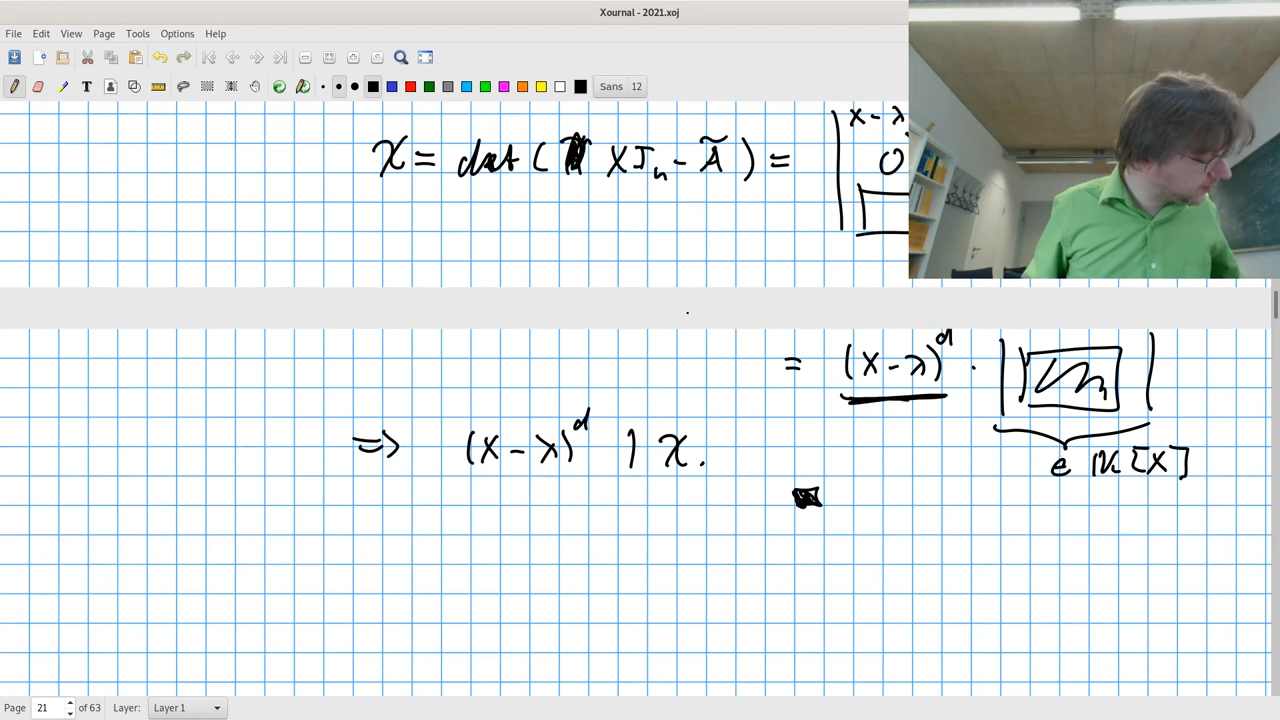 Xournal - 2021.xoj
File Edit View Page Tools Options Help
T Sans 12
χ = det ( X I_n - Ã ) = | x - λ
0
= (x - λ)^d · | |
⇒ (x - λ)^d | χ.
∈ K[X]
Page 21 of 63 Layer: Layer 1